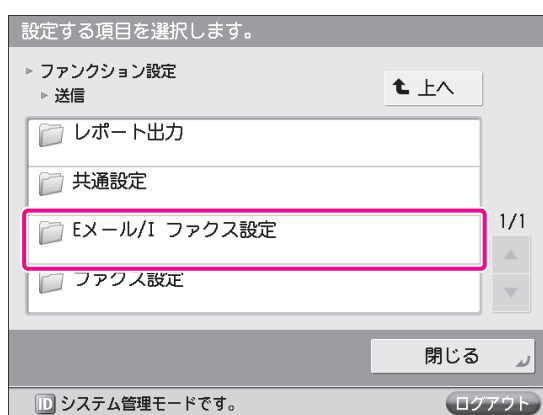 設定する項目を選択します。
ファンクション設定
送信
上へ
レポート出力
共通設定
Eメール/I ファクス設定
1/1
ファクス設定
閉じる
ID システム管理モードです。
ログアウト